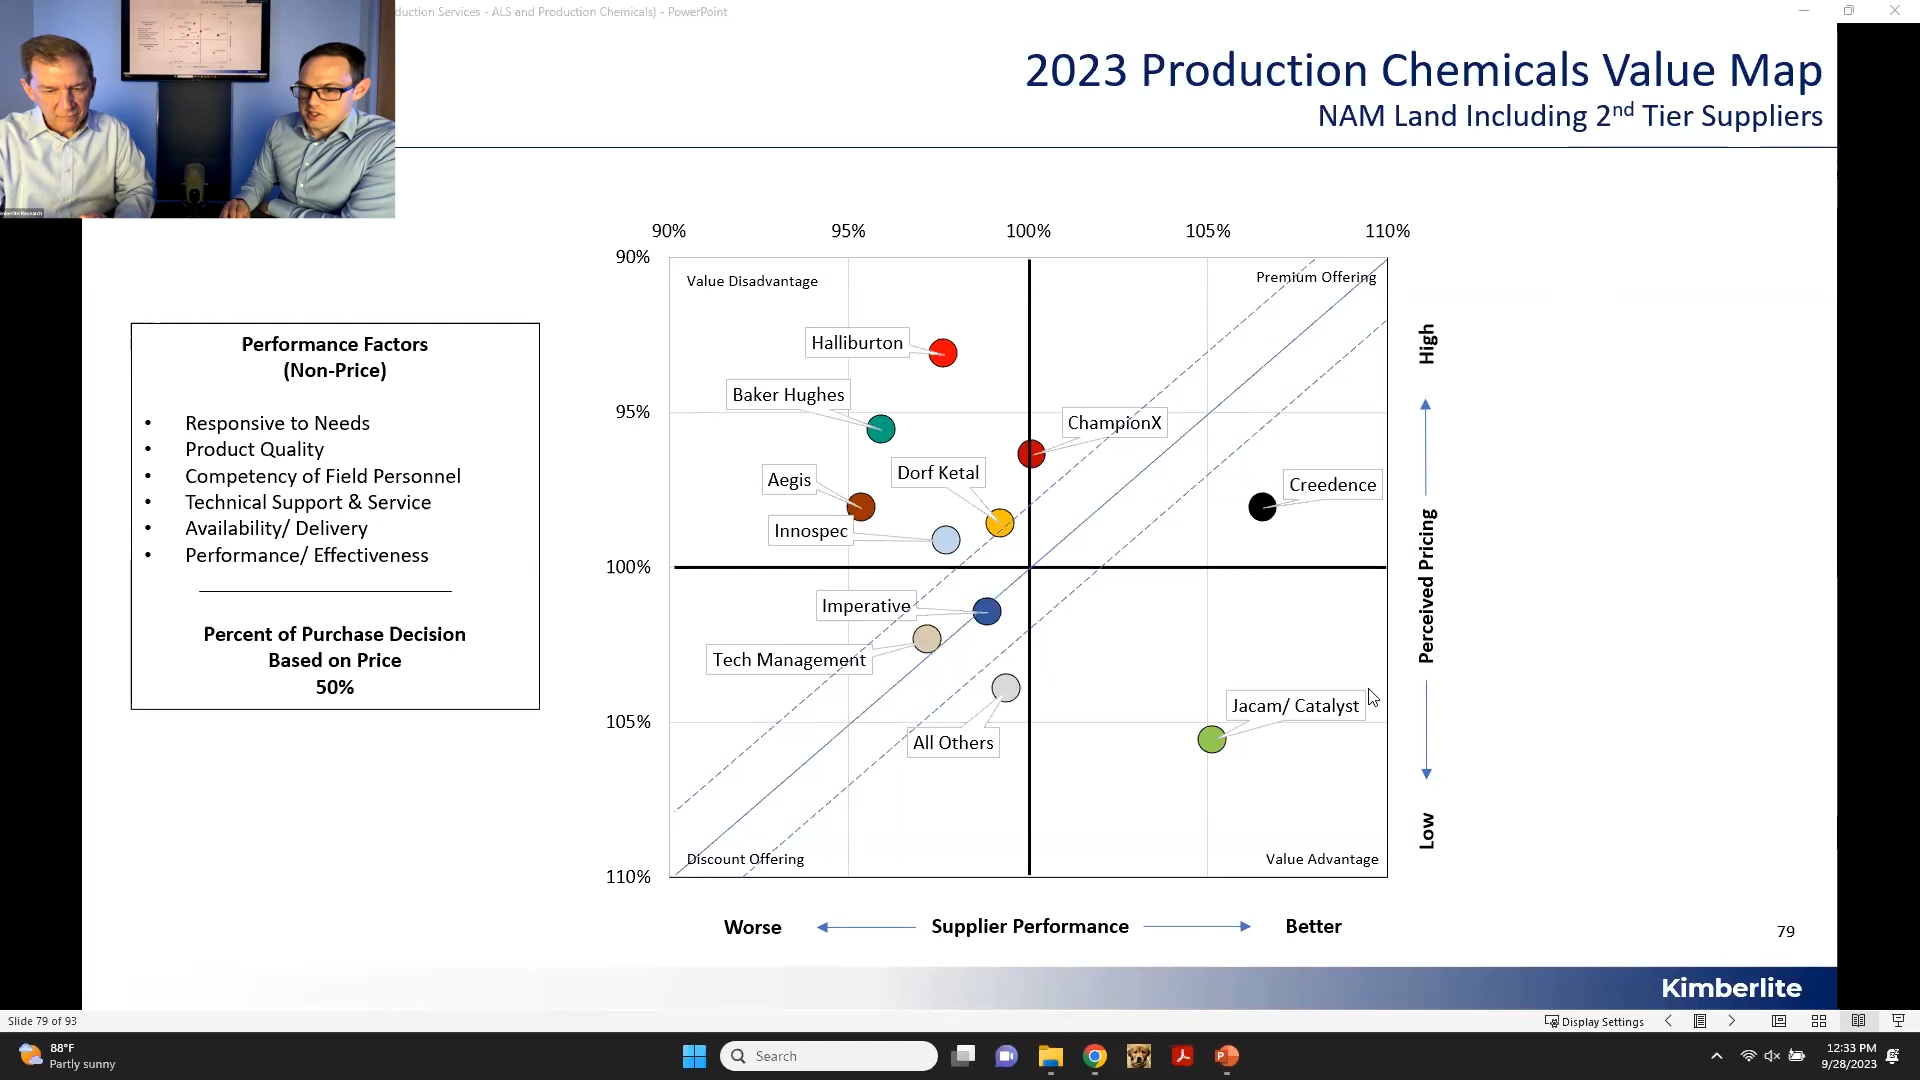 duction Services - ALS and Production Chemicals) - PowerPoint
2023 Production Chemicals Value Map
NAM Land Including 2nd Tier Suppliers
90%
95%
100%
105%
110%
90%
95%
100%
105%
110%
Value Disadvantage
Premium Offering
Halliburton
Baker Hughes
ChampionX
Aegis
Dorf Ketal
Creedence
Innospec
Imperative
Tech Management
Jacam/ Catalyst
All Others
Discount Offering
Value Advantage
High
Perceived Pricing
Low
Worse
Supplier Performance
Better
Performance Factors
(Non-Price)
• Responsive to Needs
• Product Quality
• Competency of Field Personnel
• Technical Support & Service
• Availability/ Delivery
• Performance/ Effectiveness
Percent of Purchase Decision
Based on Price
50%
79
Kimberlite
Slide 79 of 93
Display Settings
88°F
Partly sunny
Search
12:33 PM
9/28/2023